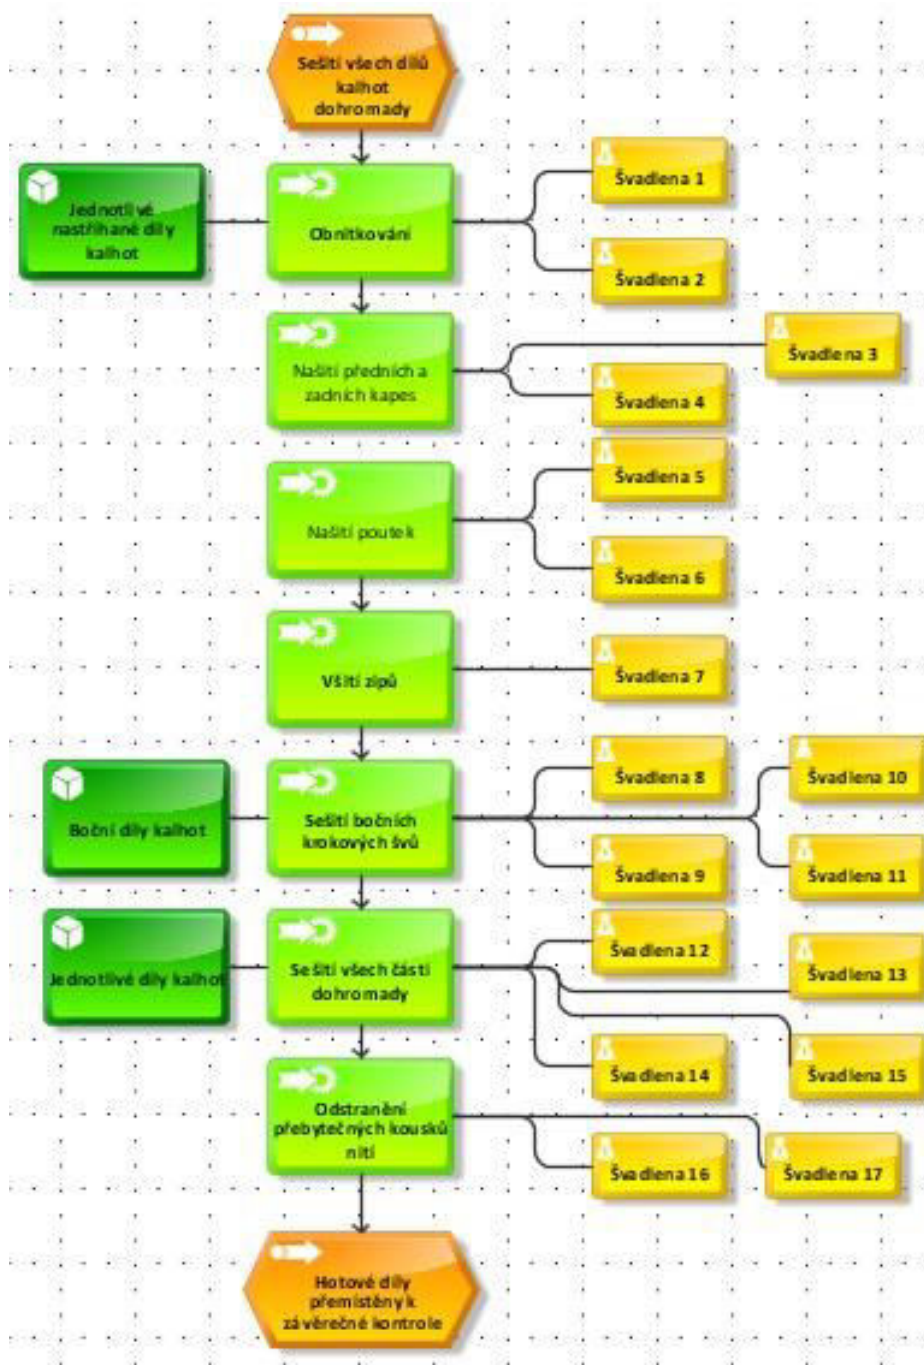 Sešití všech dílů
kalhot
dohromady
Jednotlivé
nastříhané díly
kalhot
Obnitkování
Švadlena 1
Švadlena 2
Našití předních a
zadních kapes
Švadlena 3
Švadlena 4
Našití poutek
Švadlena 5
Švadlena 6
Všití zipů
Švadlena 7
Boční díly kalhot
Sešití bočních
krokových švů
Švadlena 8
Švadlena 10
Švadlena 9
Švadlena 11
Jednotlivé díly kalhot
Sešití všech částí
dohromady
Švadlena 12
Švadlena 13
Švadlena 14
Švadlena 15
Odstranění
přebytečných kousků
nití
Švadlena 16
Švadlena 17
Hotové díly
přemístěny k
závěrečné kontrole